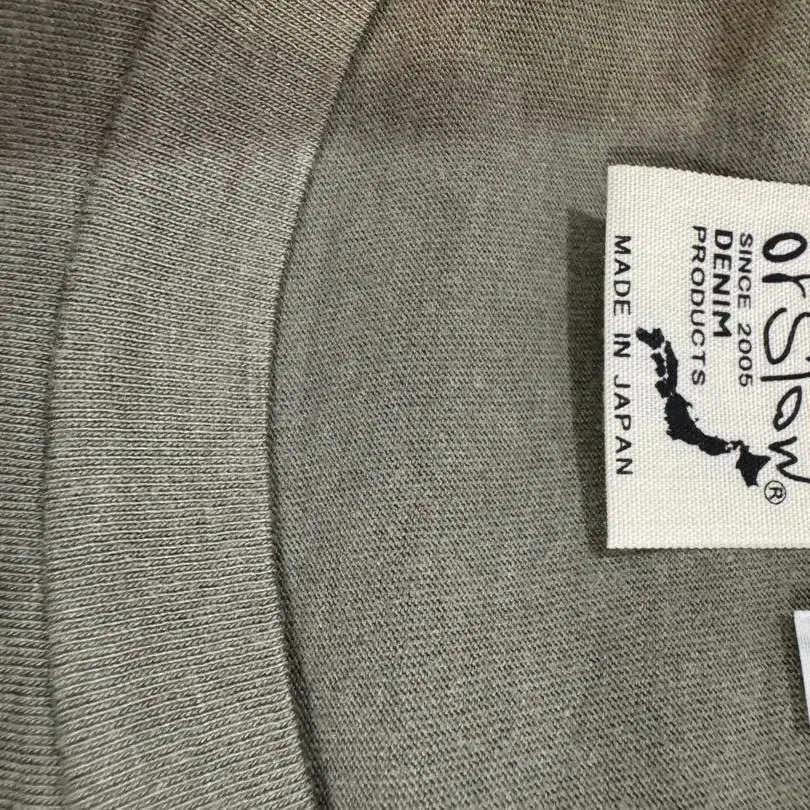 orSlow
SINCE 2005
DENIM
PRODUCTS
®
MADE IN JAPAN